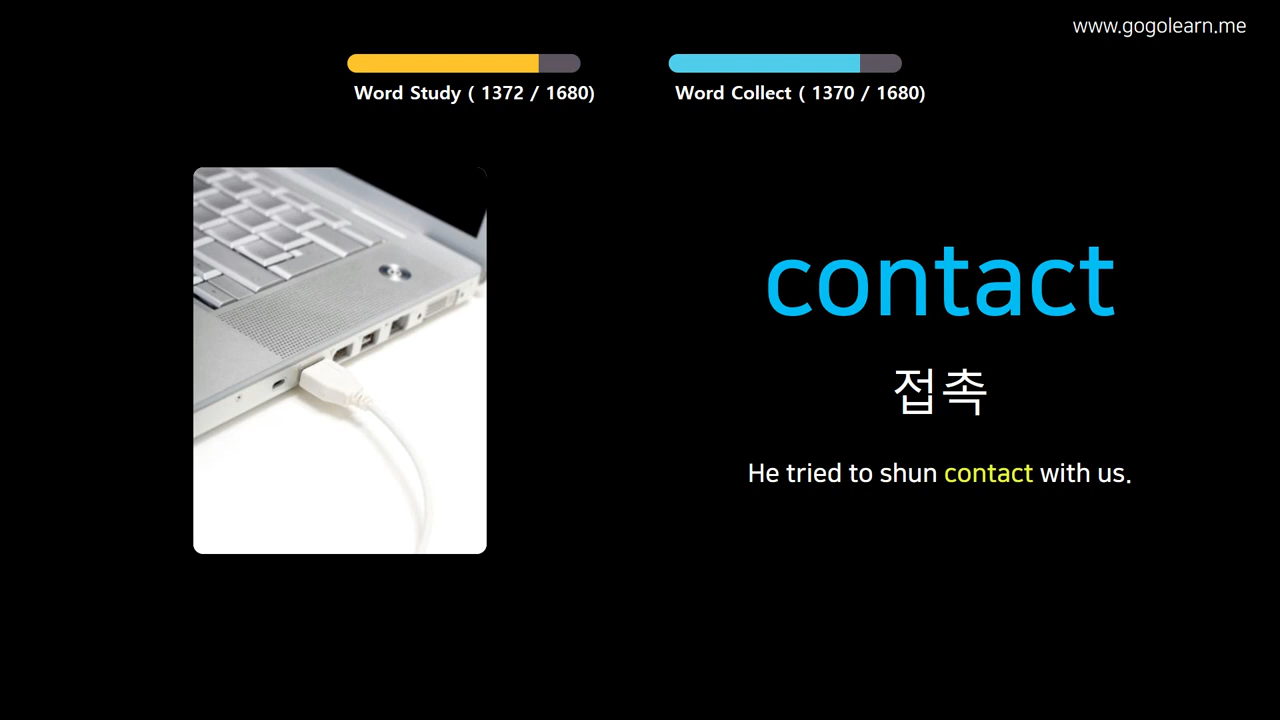 www.gogolearn.me
Word Study ( 1372 / 1680)
Word Collect ( 1370 / 1680)
contact
접촉
He tried to shun contact with us.